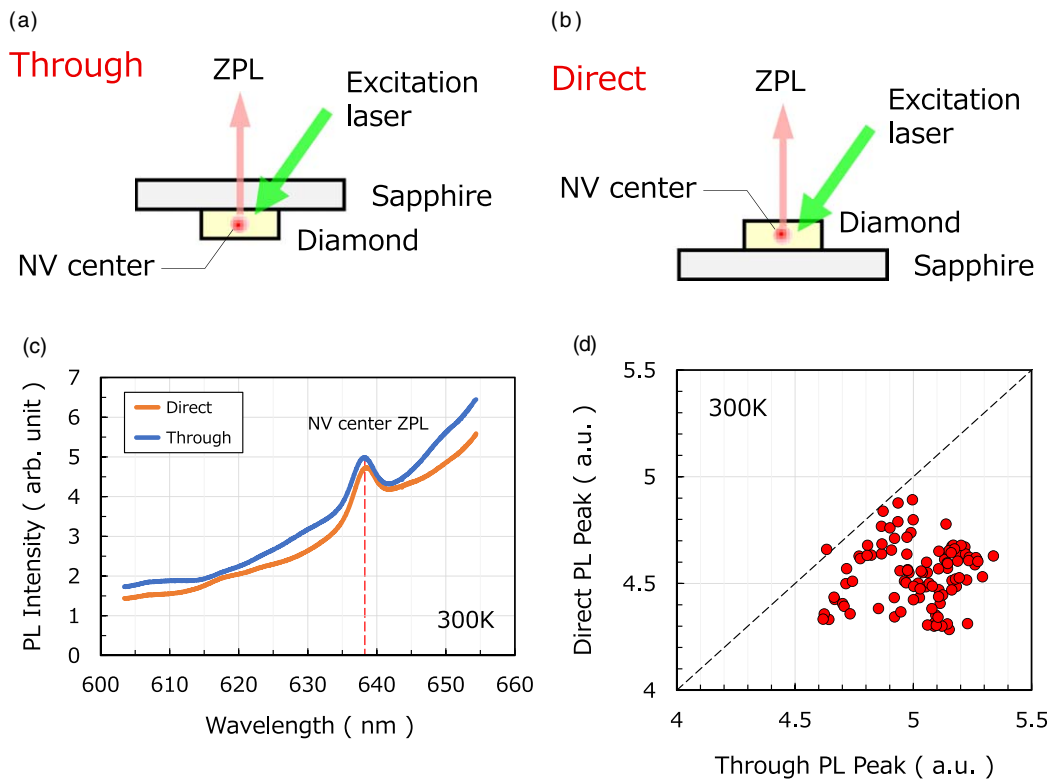 (a)
Through
ZPL
Excitation
laser
Sapphire
Diamond
NV center
(b)
Direct
ZPL
Excitation
laser
NV center
Diamond
Sapphire
(c)
PL Intensity ( arb. unit )
7
6
5
4
3
2
1
0
Direct
Through
NV center ZPL
300K
600 610 620 630 640 650 660
Wavelength ( nm )
(d)
Direct PL Peak ( a.u. )
5.5
5
4.5
4
300K
4 4.5 5 5.5
Through PL Peak ( a.u. )